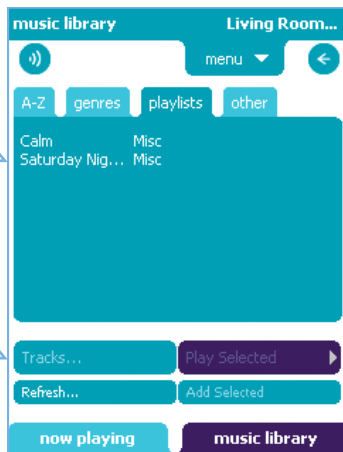 music library Living Room...
menu
A-Z genres playlists other
Calm Misc
Saturday Nig... Misc
Tracks... Play Selected
Refresh... Add Selected
now playing music library